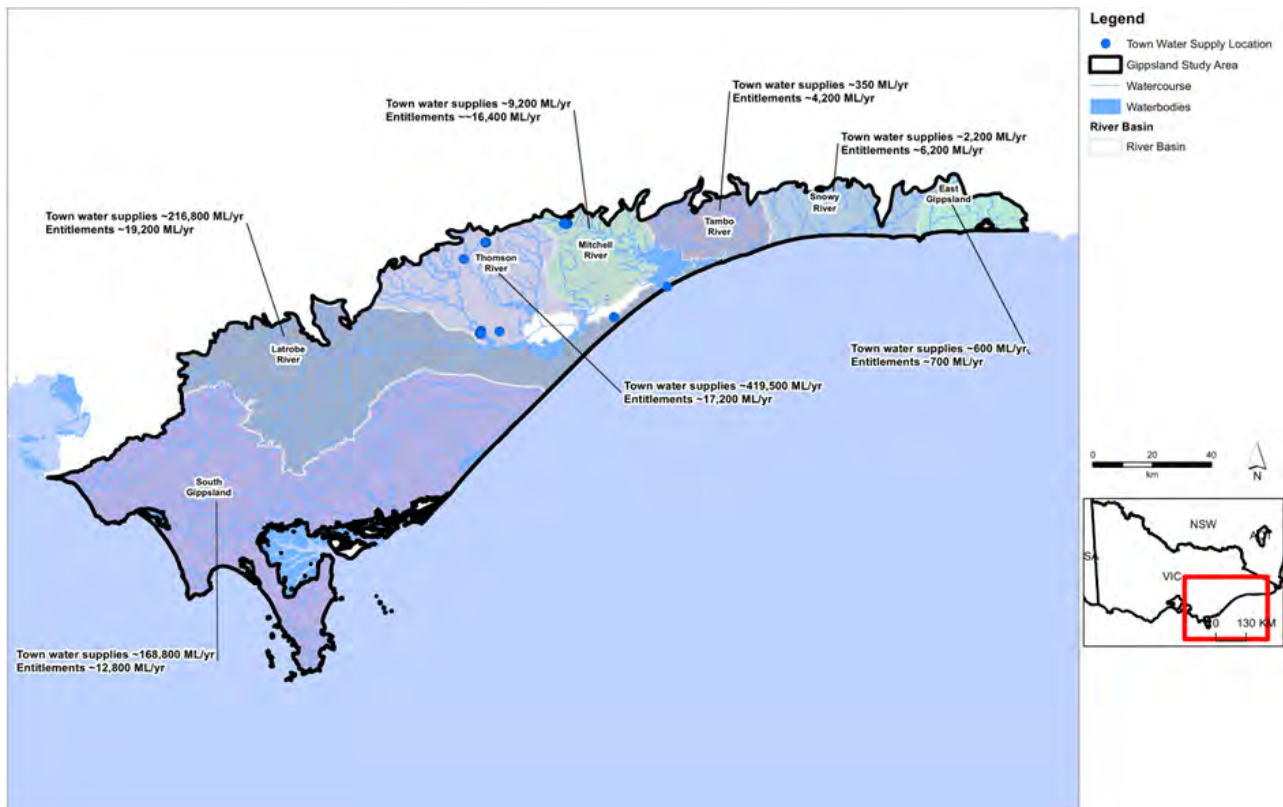 Town water supplies ~350 ML/yr
Entitlements ~4,200 ML/yr
Town water supplies ~9,200 ML/yr
Entitlements ~~16,400 ML/yr
Town water supplies ~2,200 ML/yr
Entitlements ~6,200 ML/yr
Town water supplies ~216,800 ML/yr
Entitlements ~19,200 ML/yr
East
Gippsland
Snowy
River
Tambo
River
Mitchell
River
Thomson
River
Latrobe
River
Town water supplies ~600 ML/yr
Entitlements ~700 ML/yr
Town water supplies ~419,500 ML/yr
Entitlements ~17,200 ML/yr
South
Gippsland
Town water supplies ~168,800 ML/yr
Entitlements ~12,800 ML/yr
Legend
Town Water Supply Location
Gippsland Study Area
Watercourse
Waterbodies
River Basin
River Basin
0 20 40
km
N
NSW
SA
VIC
0 130 KM